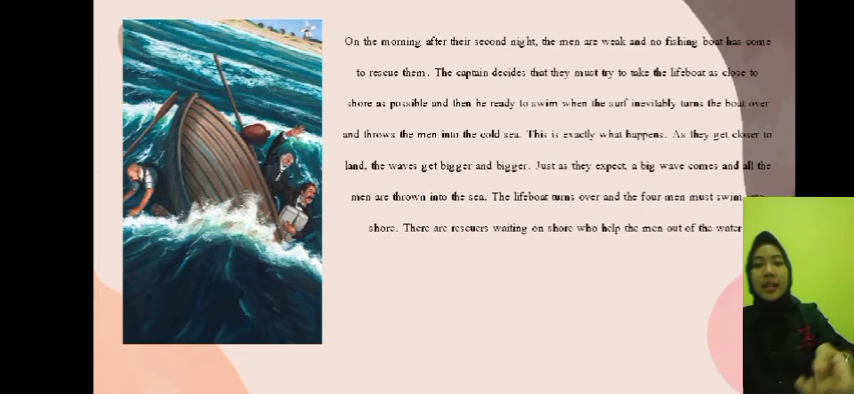 On the morning after their second night, the men are weak and no fishing boat has come
to rescue them. The captain decides that they must try to take the lifeboat as close to
shore as possible and then be ready to swim when the surf inevitably turns the boat over
and throws the men into the cold sea. This is exactly what happens. As they get closer to
land, the waves get bigger and bigger. Just as they expect, a big wave comes and all the
men are thrown into the sea. The lifeboat turns over and the four men must swim into
shore. There are rescuers waiting on shore who help the men out of the water